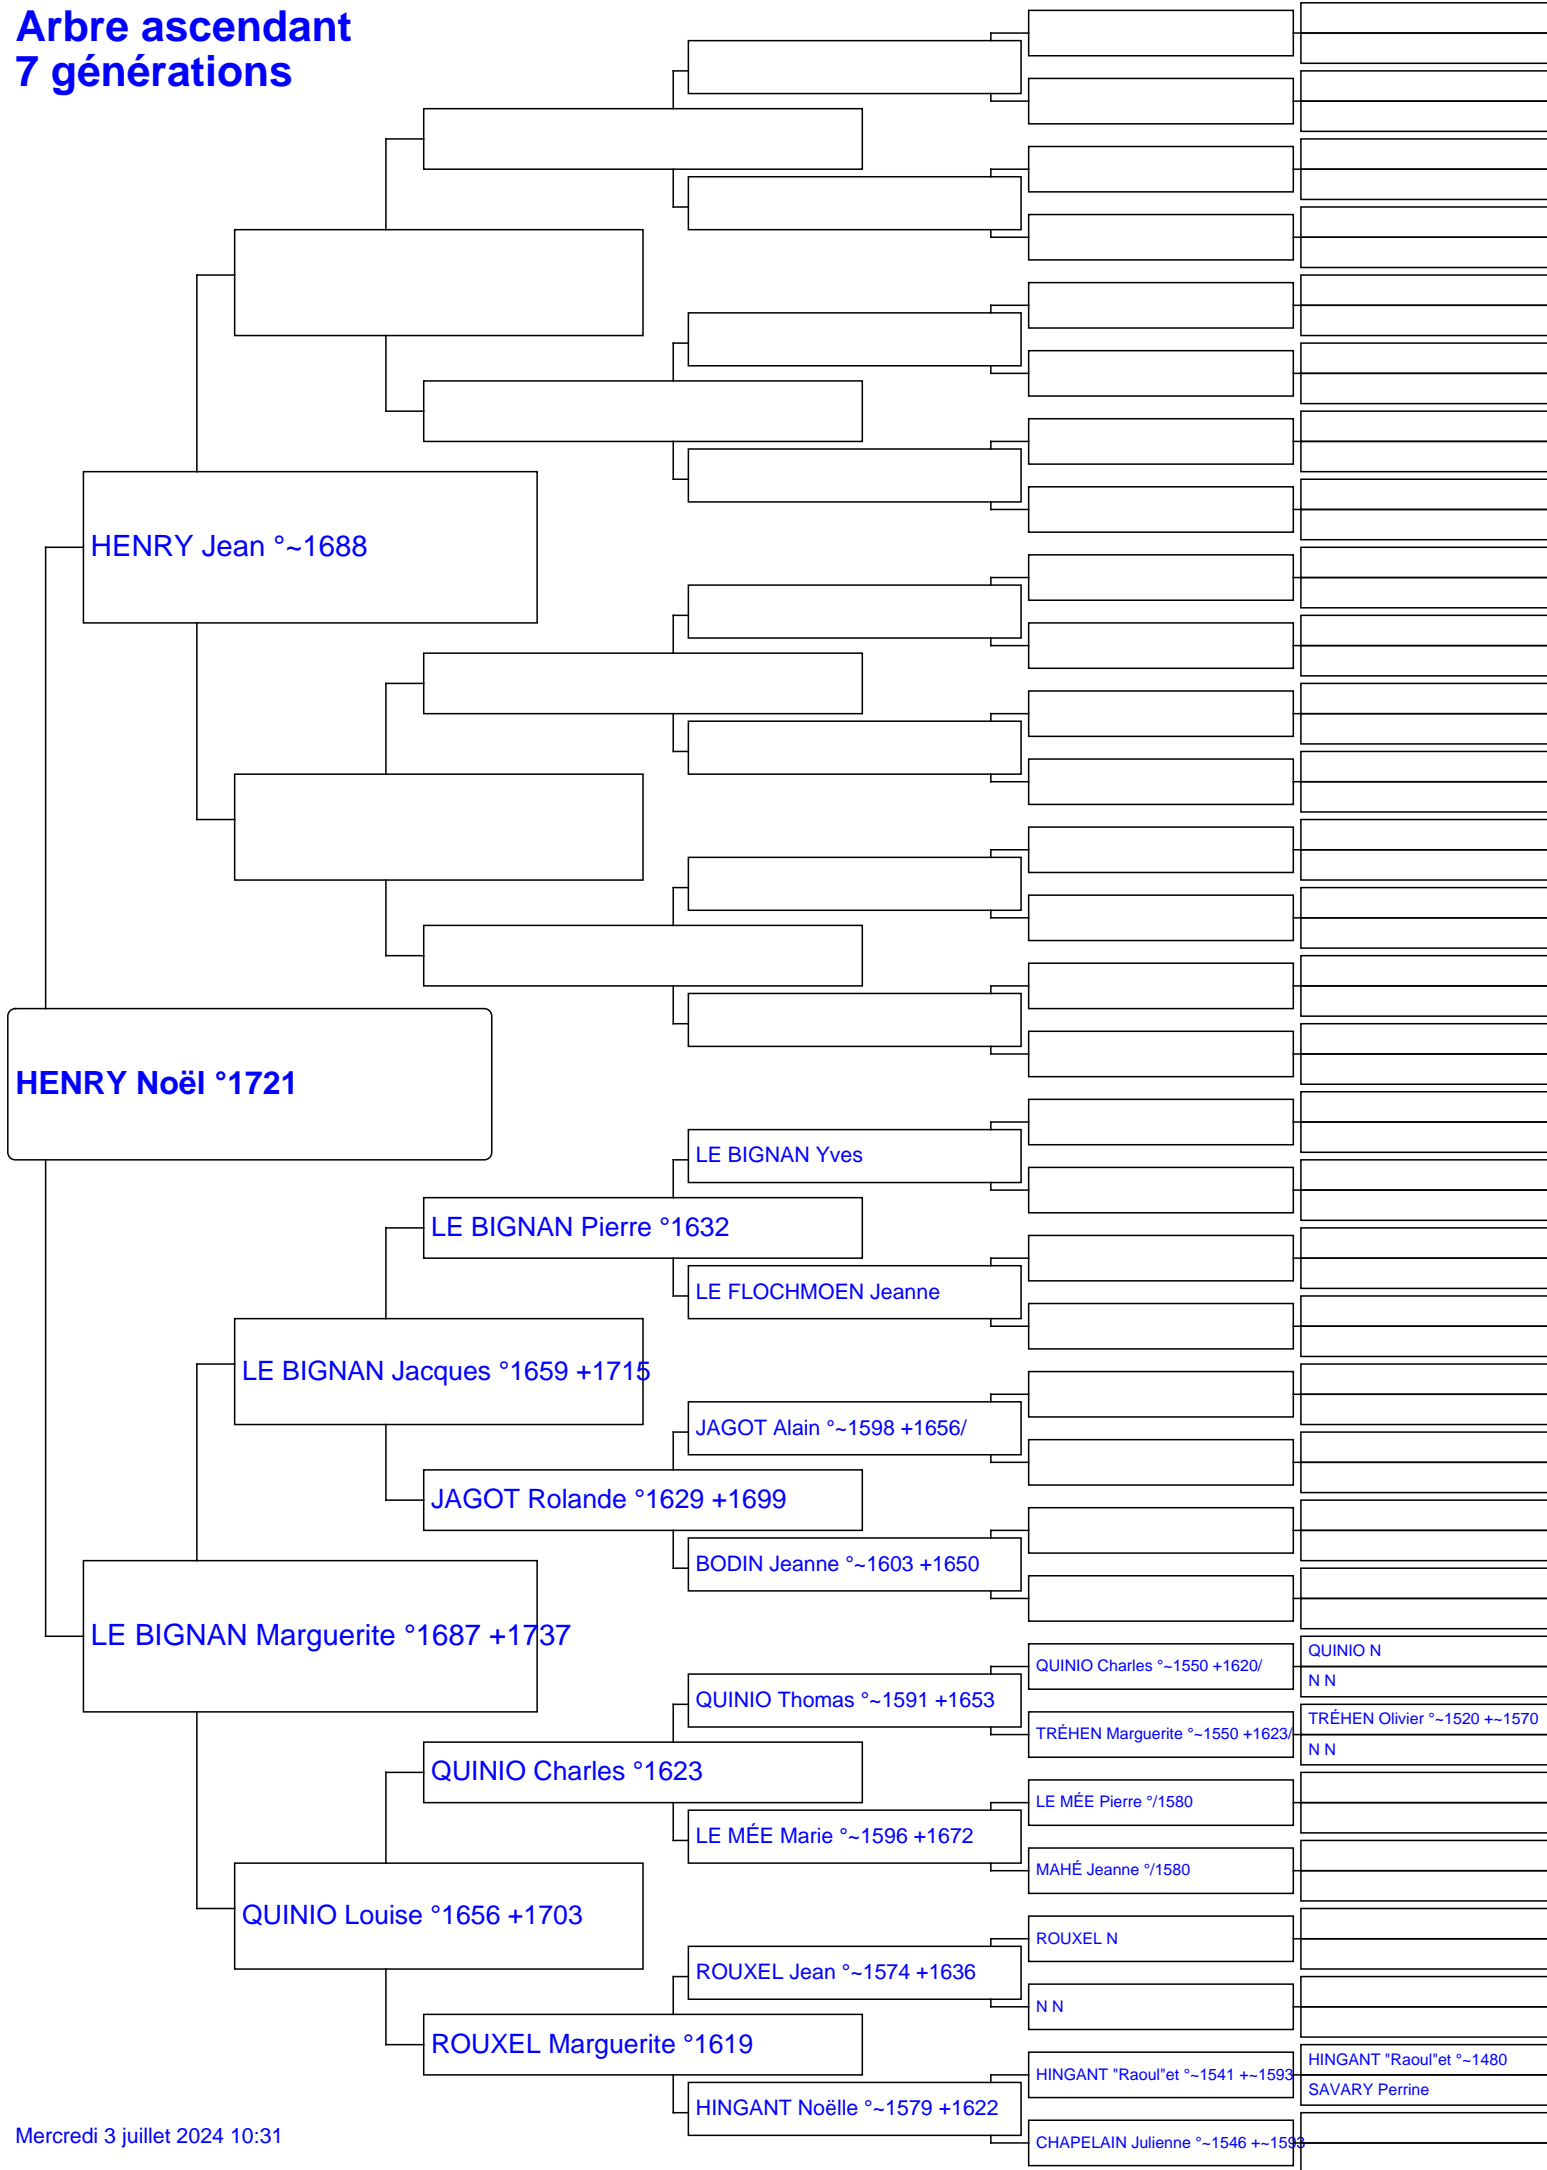 Arbre ascendant
7 générations
HENRY Jean °~1688
HENRY Noël °1721
LE BIGNAN Yves
LE BIGNAN Pierre °1632
LE FLOCHMOEN Jeanne
LE BIGNAN Jacques °1659 +1715
JAGOT Alain °~1598 +1656/
JAGOT Rolande °1629 +1699
BODIN Jeanne °~1603 +1650
LE BIGNAN Marguerite °1687 +1737
QUINIO N
QUINIO Charles °~1550 +1620/
N N
QUINIO Thomas °~1591 +1653
TRÉHEN Olivier °~1520 +~1570
TRÉHEN Marguerite °~1550 +1623/
N N
QUINIO Charles °1623
LE MÉE Pierre °/1580
LE MÉE Marie °~1596 +1672
MAHÉ Jeanne °/1580
QUINIO Louise °1656 +1703
ROUXEL N
ROUXEL Jean °~1574 +1636
N N
ROUXEL Marguerite °1619
HINGANT "Raoul"et °~1480
HINGANT "Raoul"et °~1541 +~1593
SAVARY Perrine
HINGANT Noëlle °~1579 +1622
CHAPELAIN Julienne °~1546 +~1593
Mercredi 3 juillet 2024 10:31